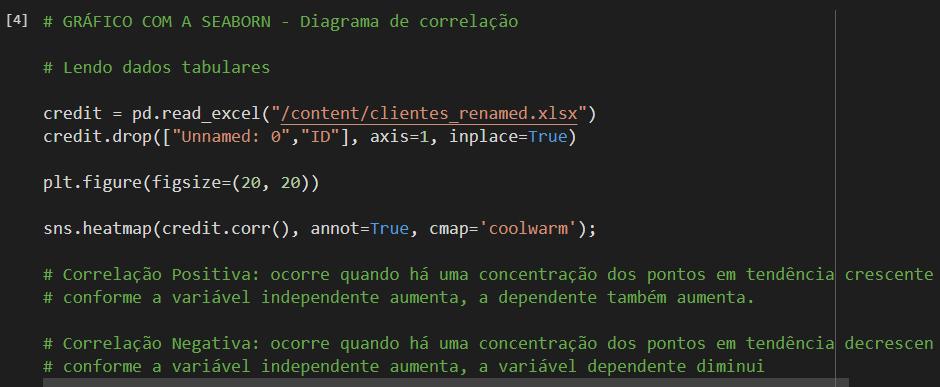 [4] # GRÁFICO COM A SEABORN - Diagrama de correlação
# Lendo dados tabulares
credit = pd.read_excel("/content/clientes_renamed.xlsx")
credit.drop(["Unnamed: 0","ID"], axis=1, inplace=True)
plt.figure(figsize=(20, 20))
sns.heatmap(credit.corr(), annot=True, cmap='coolwarm');
# Correlação Positiva: ocorre quando há uma concentração dos pontos em tendência crescente
# conforme a variável independente aumenta, a dependente também aumenta.
# Correlação Negativa: ocorre quando há uma concentração dos pontos em tendência decrescen
# conforme a variável independente aumenta, a variável dependente diminui